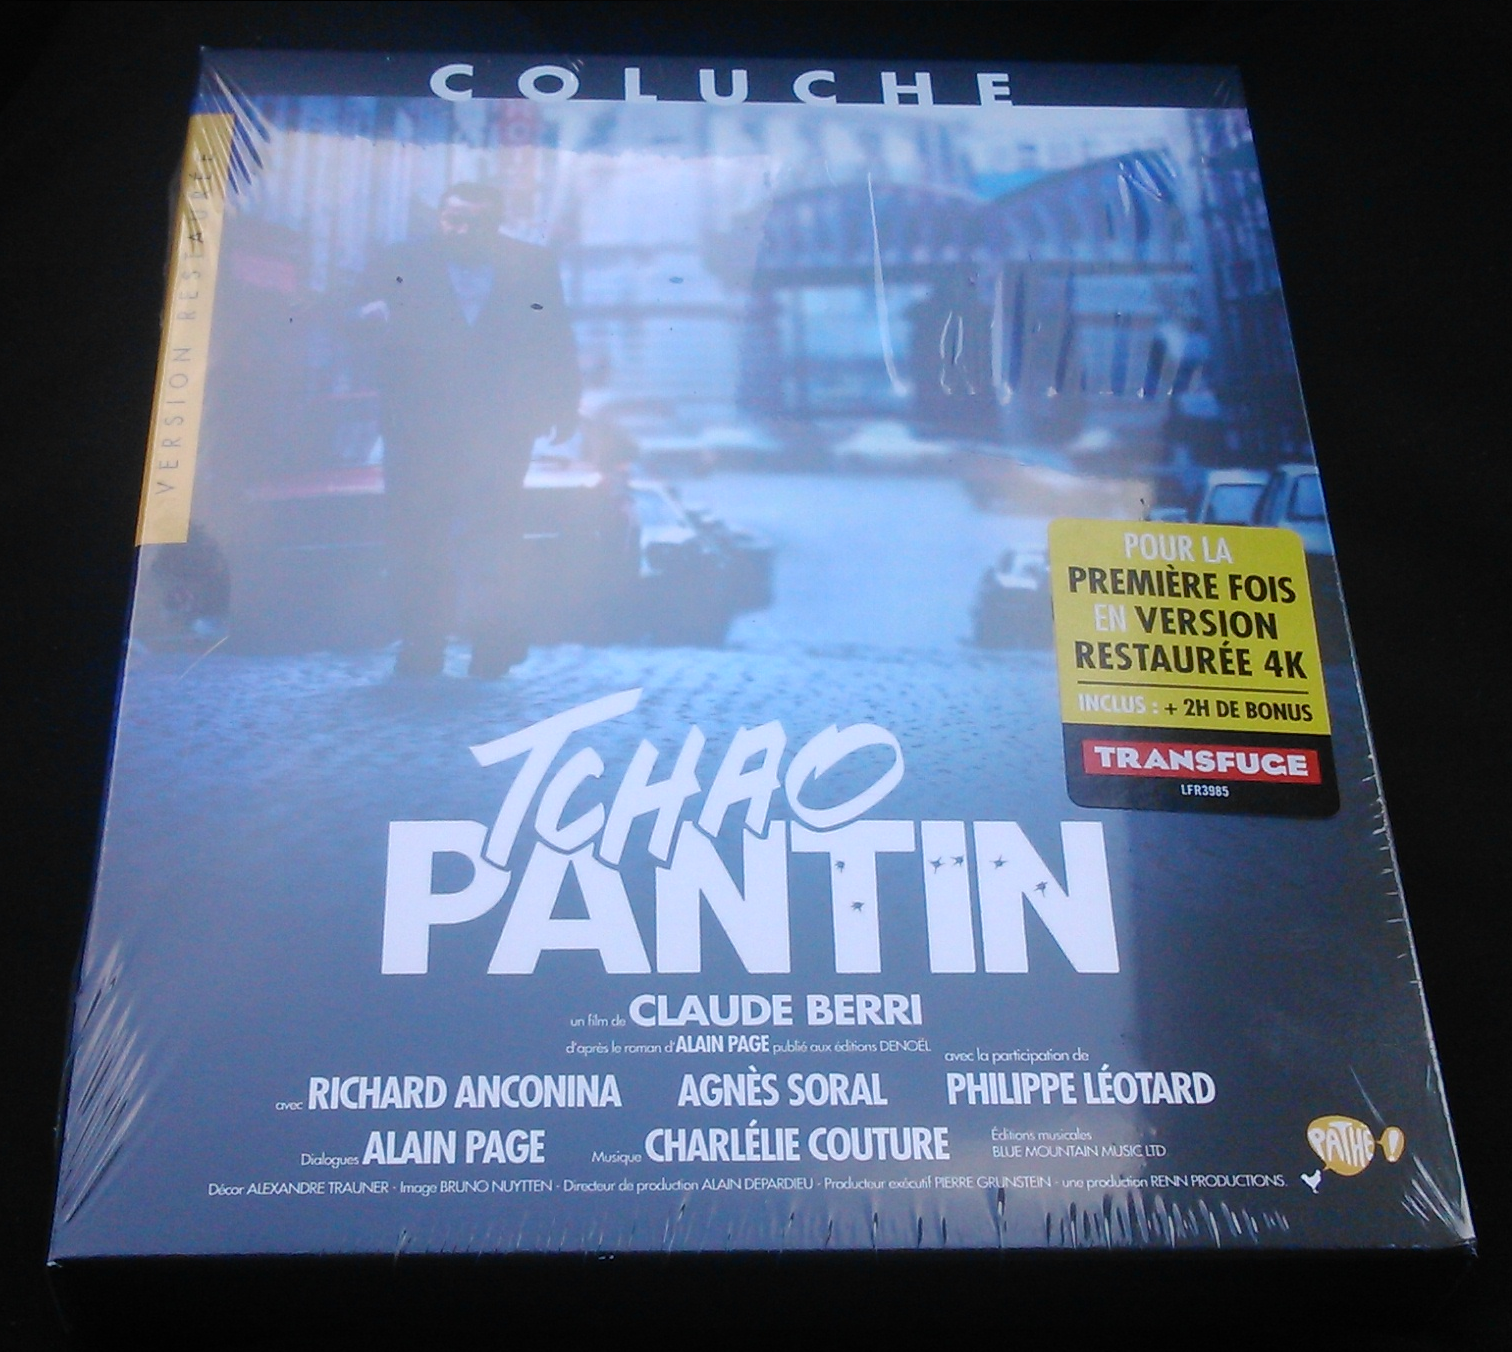 COLUCHE
VERSION RESTAURÉE
POUR LA
PREMIÈRE FOIS
EN VERSION
RESTAURÉE 4K
INCLUS : + 2H DE BONUS
TRANSFUGE
LFR3985
TCHAO
PANTIN
un film de CLAUDE BERRI
d'après le roman d'ALAIN PAGE publié aux éditions DENOËL
avec la participation de
avec RICHARD ANCONINA AGNÈS SORAL PHILIPPE LÉOTARD
Dialogues ALAIN PAGE Musique CHARLÉLIE COUTURE
Éditions musicales
BLUE MOUNTAIN MUSIC LTD
PATHÉ!
Décor ALEXANDRE TRAUNER - Image BRUNO NUYTTEN - Directeur de production ALAIN DEPARDIEU - Producteur exécutif PIERRE GRUNSTEIN - une production RENN PRODUCTIONS.